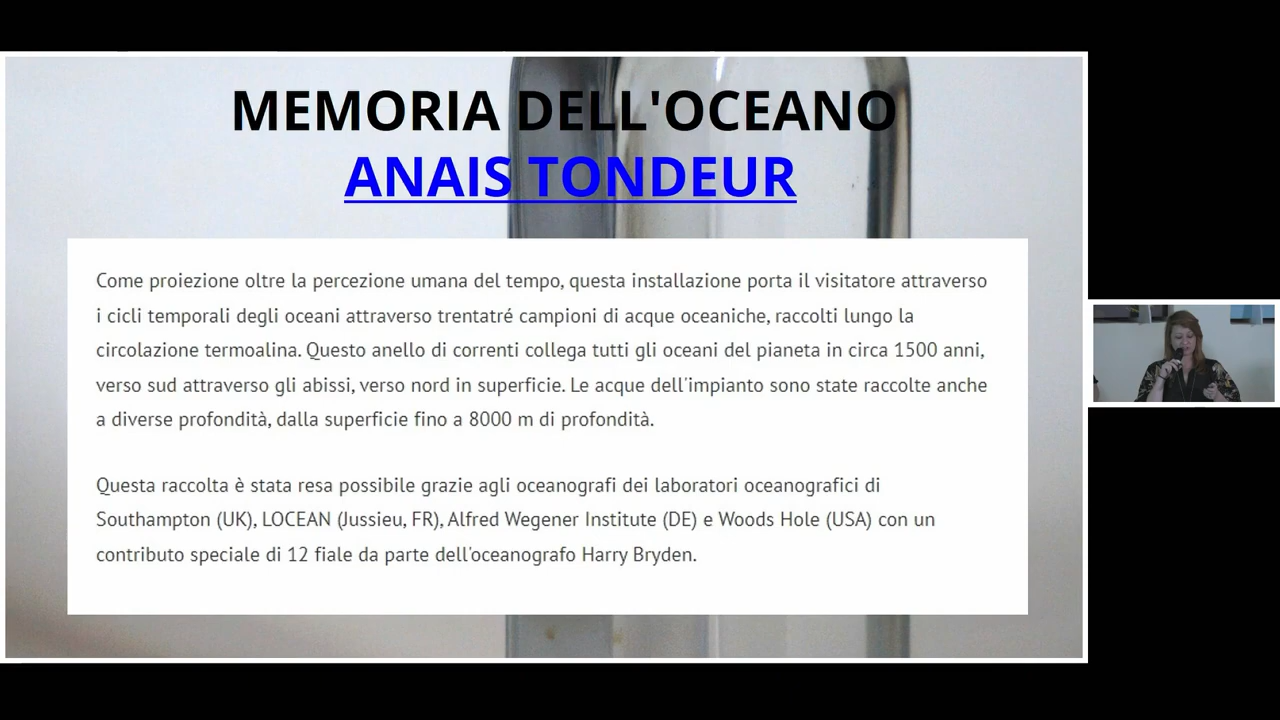 MEMORIA DELL'OCEANO
ANAIS TONDEUR
Come proiezione oltre la percezione umana del tempo, questa installazione porta il visitatore attraverso
i cicli temporali degli oceani attraverso trentatré campioni di acque oceaniche, raccolti lungo la
circolazione termoalina. Questo anello di correnti collega tutti gli oceani del pianeta in circa 1500 anni,
verso sud attraverso gli abissi, verso nord in superficie. Le acque dell'impianto sono state raccolte anche
a diverse profondità, dalla superficie fino a 8000 m di profondità.
Questa raccolta è stata resa possibile grazie agli oceanografi dei laboratori oceanografici di
Southampton (UK), LOCEAN (Jussieu, FR), Alfred Wegener Institute (DE) e Woods Hole (USA) con un
contributo speciale di 12 fiale da parte dell'oceanografo Harry Bryden.